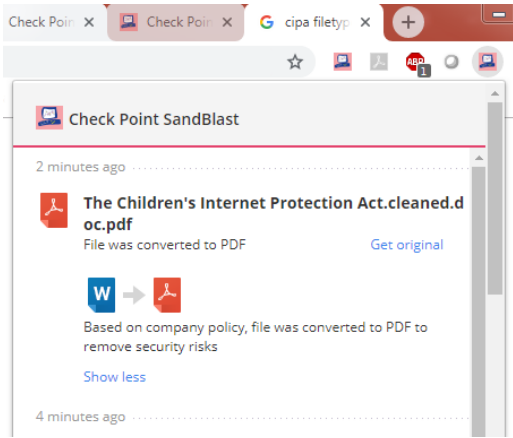 Check Poin
Check Poin
cipa filetyp
ABP
1
Check Point SandBlast
2 minutes ago
The Children's Internet Protection Act.cleaned.d
oc.pdf
File was converted to PDF
Get original
W
Based on company policy, file was converted to PDF to
remove security risks
Show less
4 minutes ago